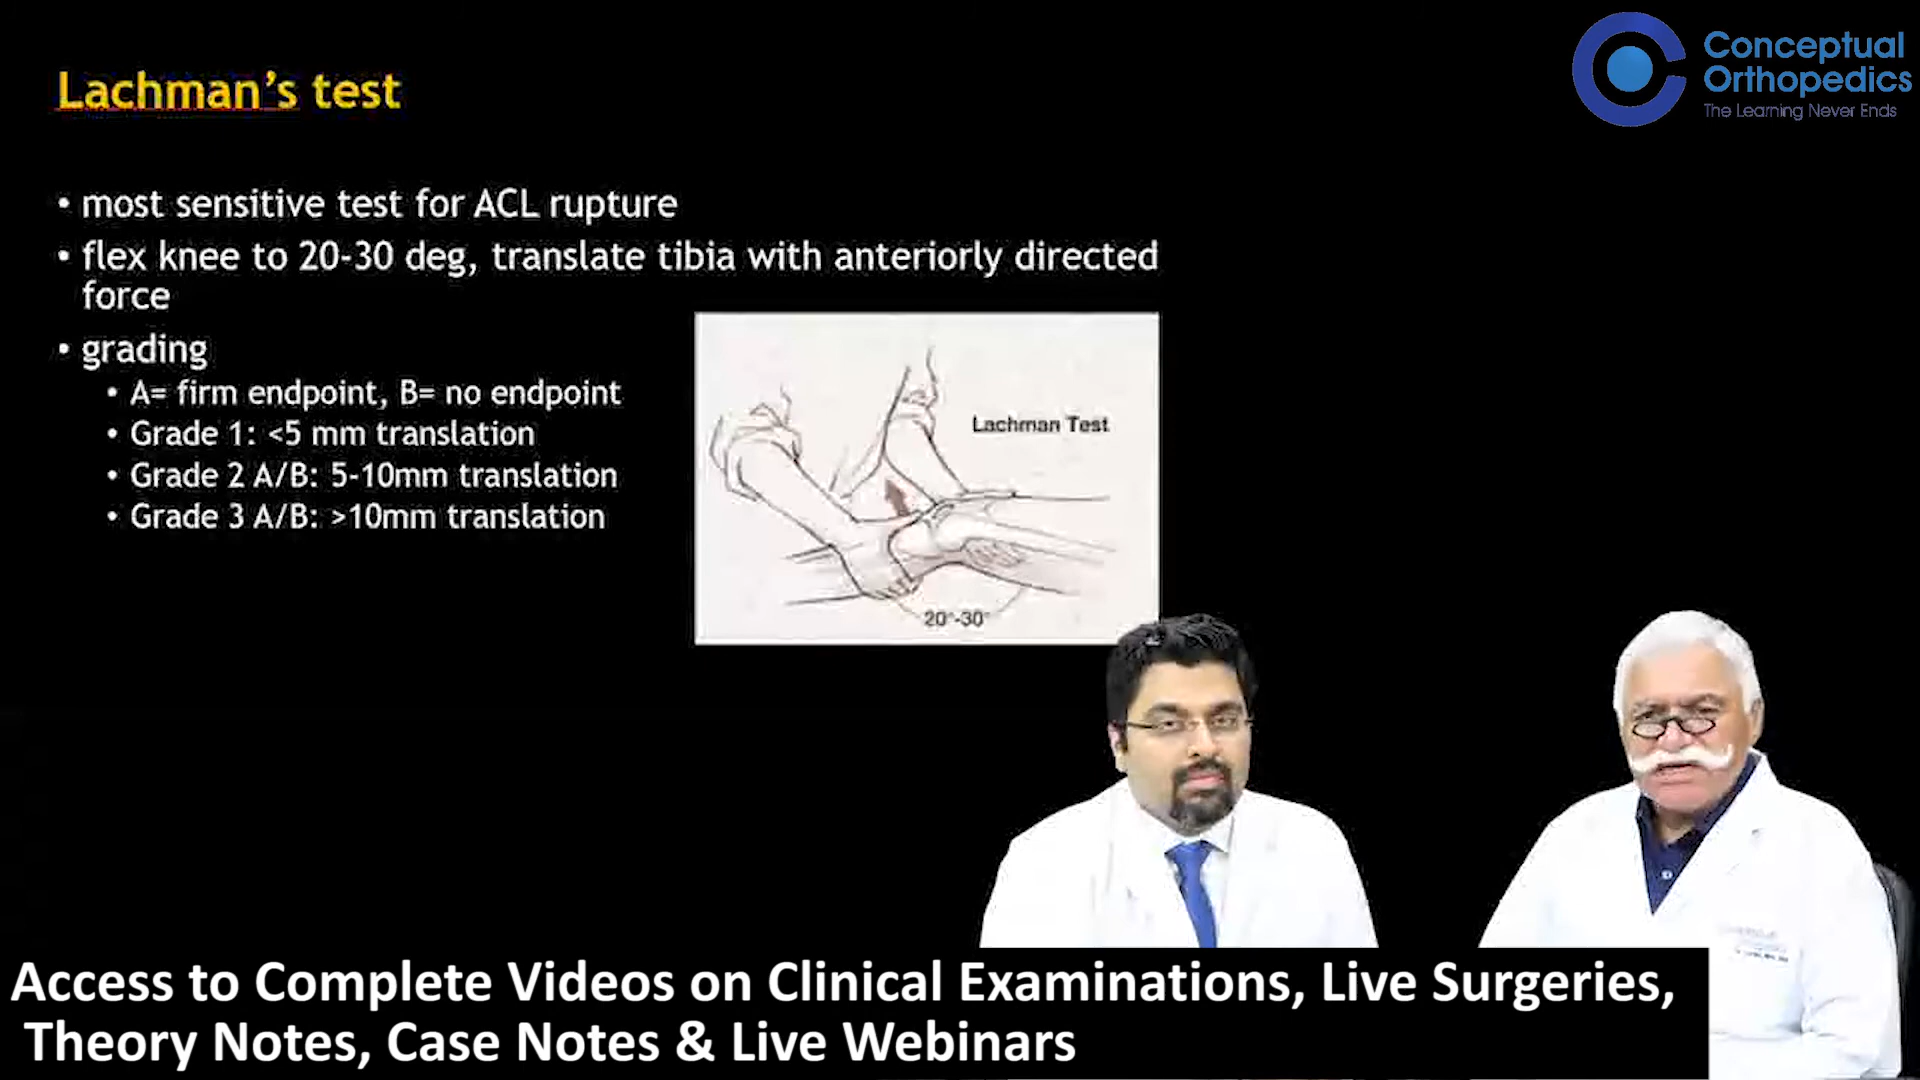 Conceptual
Orthopedics
The Learning Never Ends
Lachman's test
• most sensitive test for ACL rupture
• flex knee to 20-30 deg, translate tibia with anteriorly directed
force
• grading
• A= firm endpoint, B= no endpoint
• Grade 1: <5 mm translation
• Grade 2 A/B: 5-10mm translation
• Grade 3 A/B: >10mm translation
Lachman Test
20°-30°
Access to Complete Videos on Clinical Examinations, Live Surgeries,
Theory Notes, Case Notes & Live Webinars